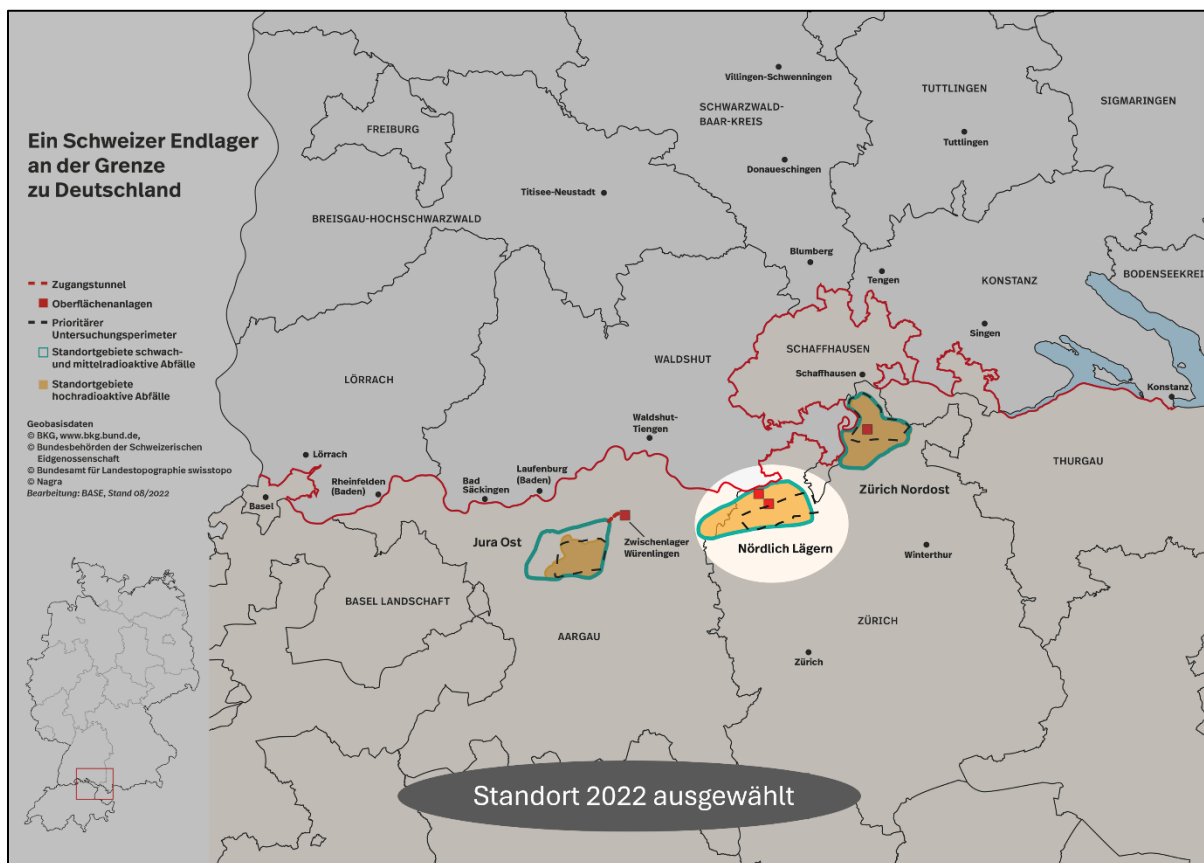 Ein Schweizer Endlager
an der Grenze
zu Deutschland
Zugangstunnel
Oberflächenanlagen
Prioritärer
Untersuchungsperimeter
Standortgebiete schwach-
und mittelradioaktive Abfälle
Standortgebiete
hochradioaktive Abfälle
Geobasisdaten
© BKG, www.bkg.bund.de,
© Bundesbehörden der Schweizerischen
Eidgenossenschaft
© Bundesamt für Landestopographie swisstopo
© Nagra
Bearbeitung: BASE, Stand 08/2022
Villingen-Schwenningen
SCHWARZWALD-
BAAR-KREIS
TUTTLINGEN
SIGMARINGEN
FREIBURG
Tuttlingen
Donaueschingen
Titisee-Neustadt
BREISGAU-HOCHSCHWARZWALD
Blumberg
Tengen
KONSTANZ
BODENSEEKREI
Singen
SCHAFFHAUSEN
WALDSHUT
Schaffhausen
LÖRRACH
Konstanz
Waldshut-
Tiengen
THURGAU
Lörrach
Laufenburg
(Baden)
Rheinfelden
(Baden)
Bad
Säckingen
Basel
Zürich Nordost
Jura Ost
Zwischenlager
Würenlingen
Nördlich Lägern
Winterthur
BASEL LANDSCHAFT
AARGAU
ZÜRICH
Zürich
Standort 2022 ausgewählt